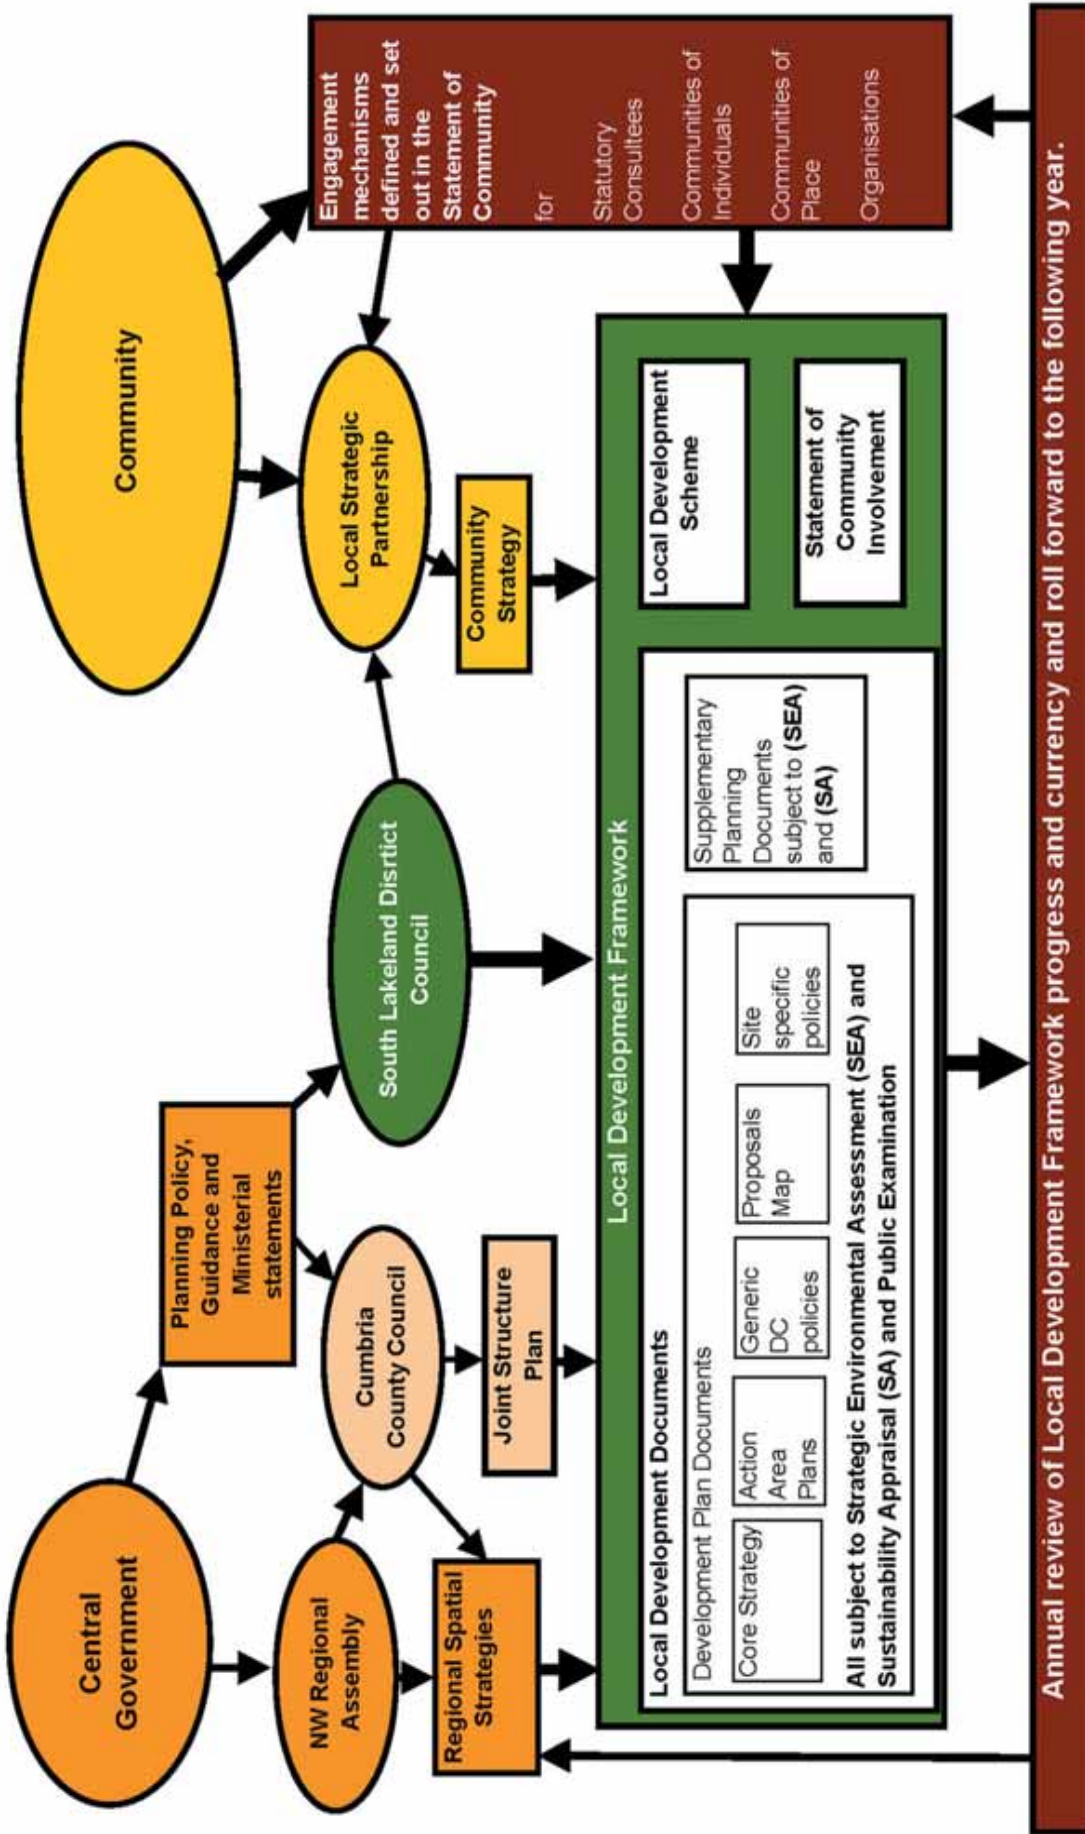 Central
Government
Community
Planning Policy,
Guidance and
Ministerial
statements
NW Regional
Assembly
Cumbria
County Council
South Lakeland Disrtict
Council
Local Strategic
Partnership
Regional Spatial
Strategies
Joint Structure
Plan
Community
Strategy
Engagement
mechanisms
defined and set
out in the
Statement of
Community
for
Statutory
Consultees
Communities of
Individuals
Communities of
Place
Organisations
Local Development Framework
Local Development Documents
Development Plan Documents
Core Strategy
Action
Area
Plans
Generic
DC
policies
Proposals
Map
Site
specific
policies
All subject to Strategic Environmental Assessment (SEA) and
Sustainability Appraisal (SA) and Public Examination
Supplementary
Planning
Documents
subject to (SEA)
and (SA)
Local Development
Scheme
Statement of
Community
Involvement
Annual review of Local Development Framework progress and currency and roll forward to the following year.